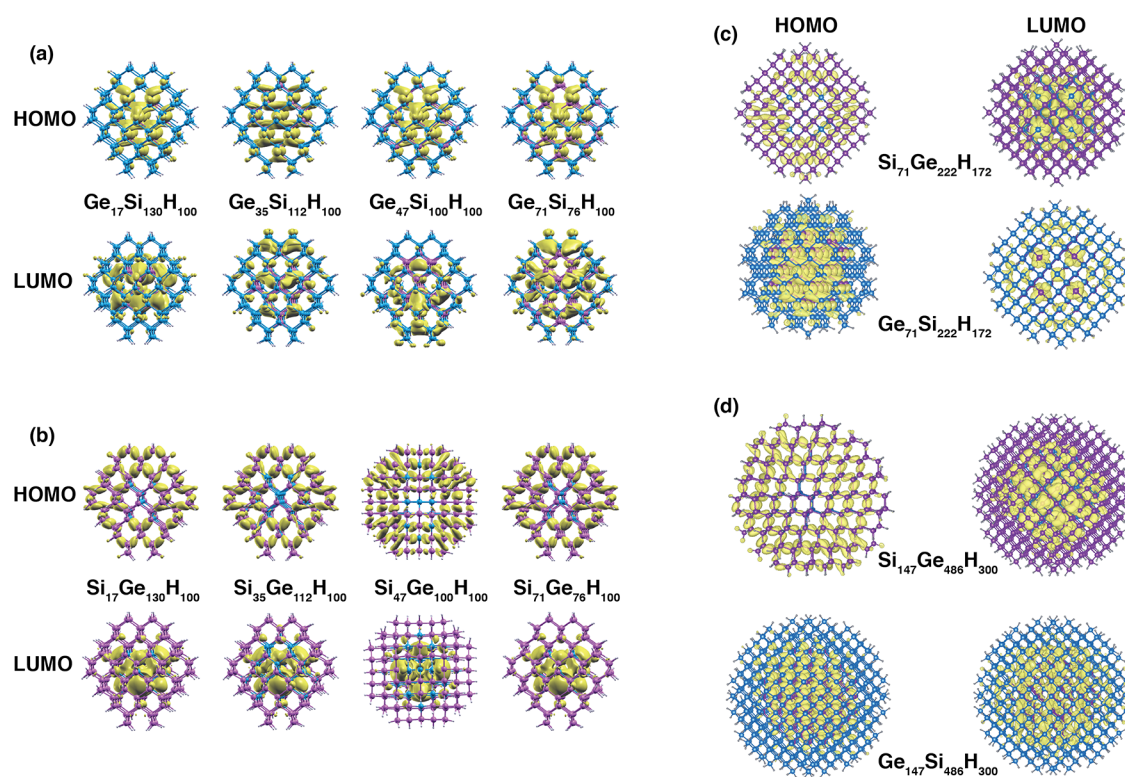 (a)
HOMO
Ge₁₇Si₁₃₀H₁₀₀ Ge₃₅Si₁₁₂H₁₀₀ Ge₄₇Si₁₀₀H₁₀₀ Ge₇₁Si₇₆H₁₀₀
LUMO
(b)
HOMO
Si₁₇Ge₁₃₀H₁₀₀ Si₃₅Ge₁₁₂H₁₀₀ Si₄₇Ge₁₀₀H₁₀₀ Si₇₁Ge₇₆H₁₀₀
LUMO
(c)
HOMO LUMO
Si₇₁Ge₂₂₂H₁₇₂
Ge₇₁Si₂₂₂H₁₇₂
(d)
Si₁₄₇Ge₄₈₆H₃₀₀
Ge₁₄₇Si₄₈₆H₃₀₀